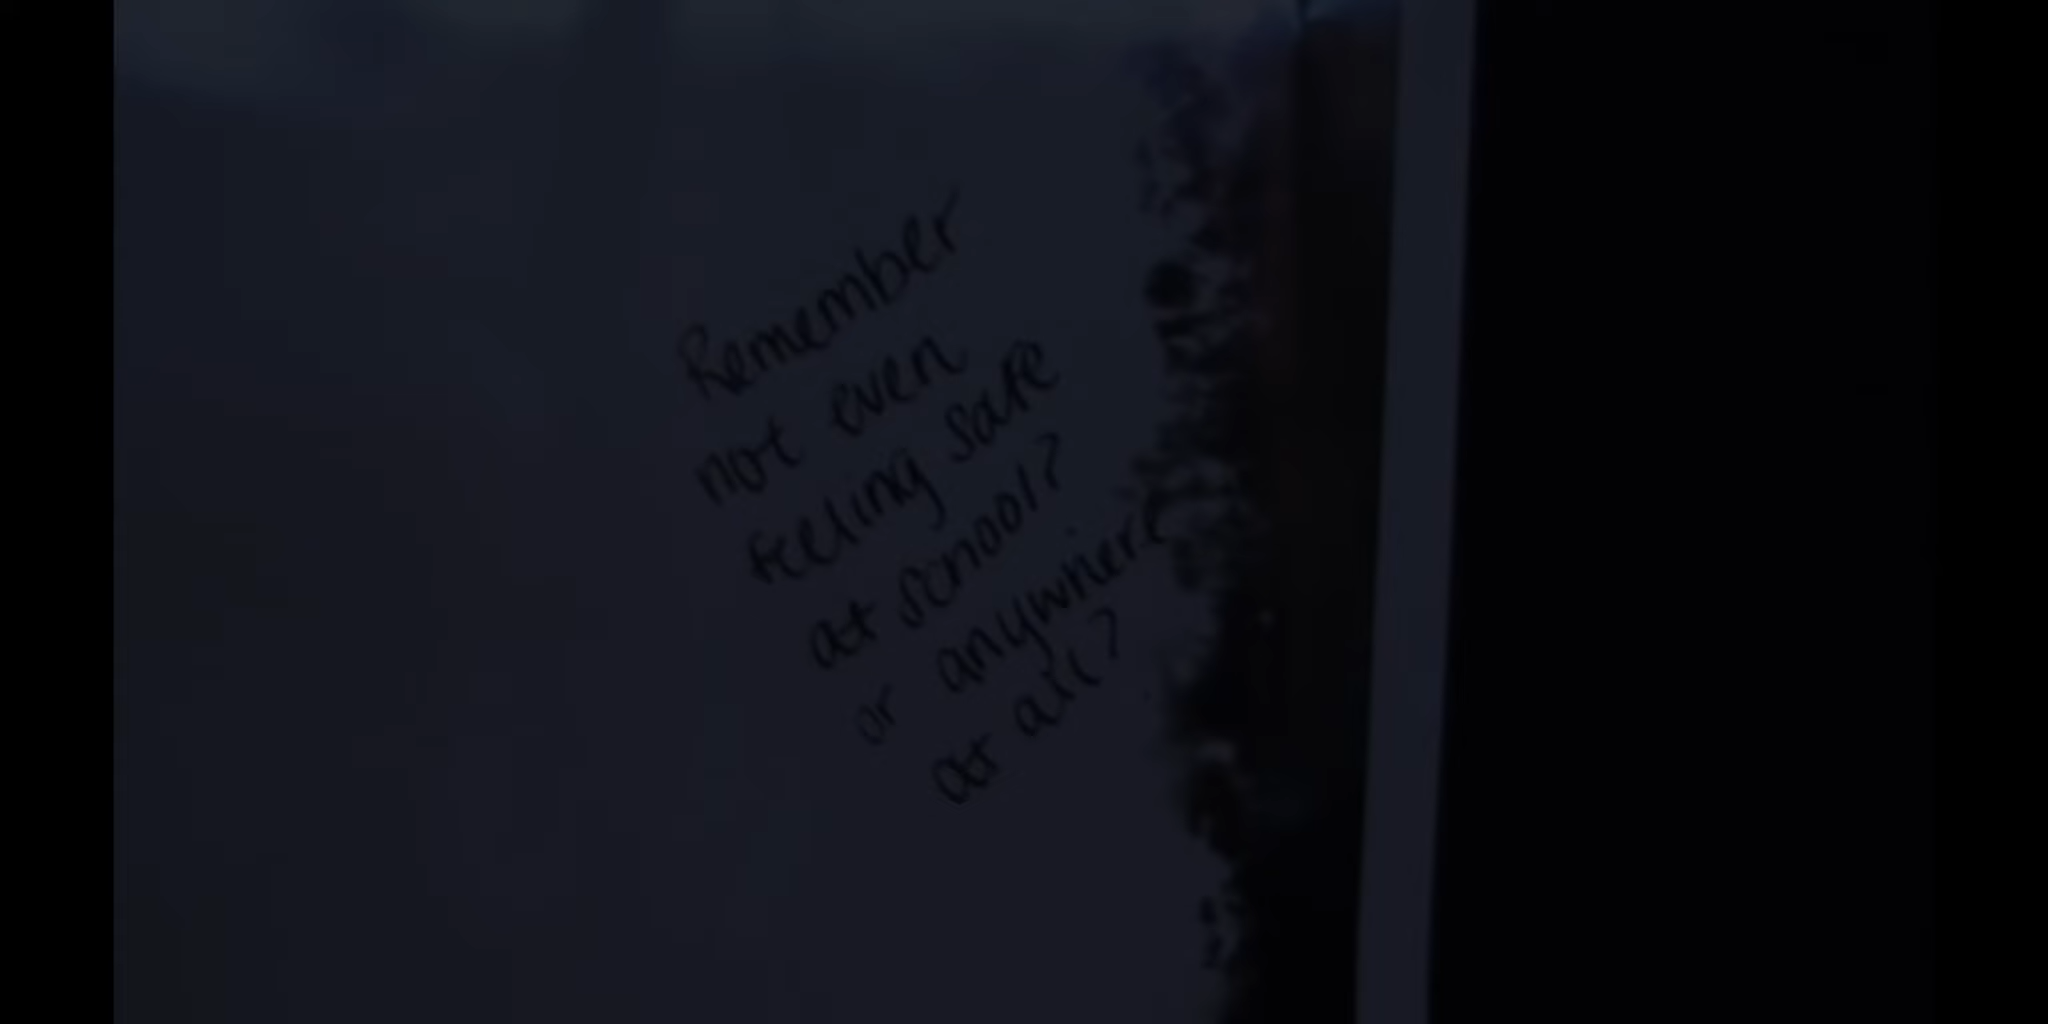 Remember
not even
feeling safe
at school?
or anywhere
at all?